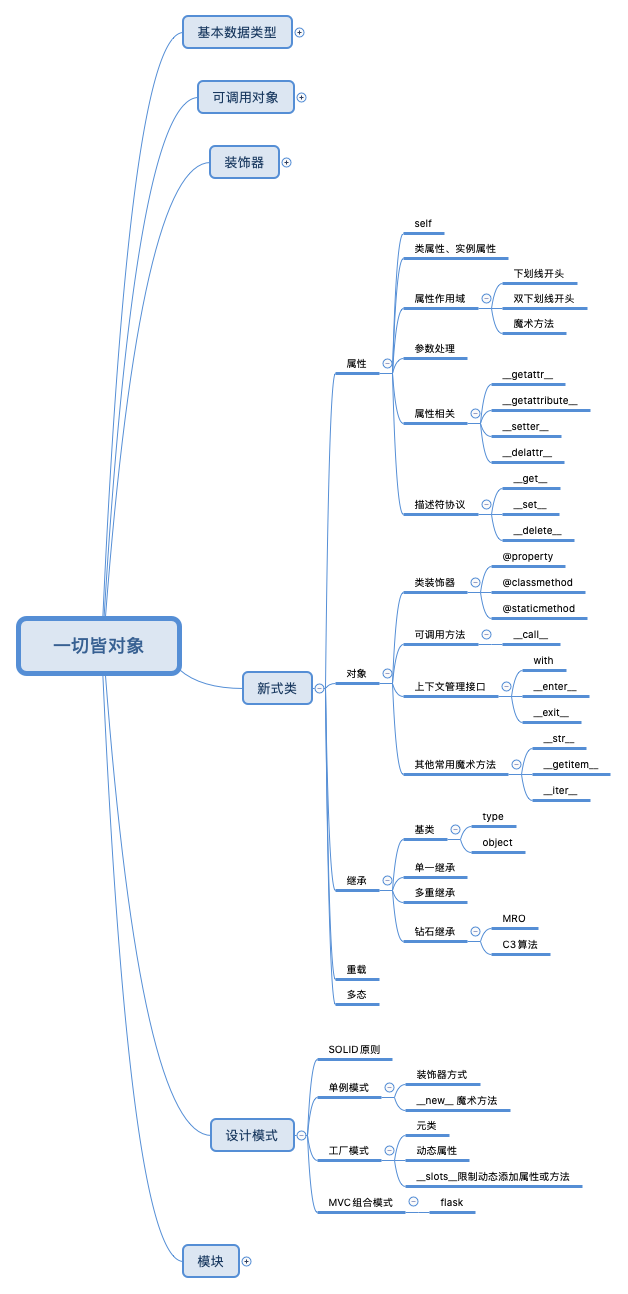 基本数据类型
可调用对象
装饰器
self
类属性、实例属性
下划线开头
属性作用域
双下划线开头
魔术方法
参数处理
属性
__getattr__
__getattribute__
属性相关
__setter__
__delattr__
__get__
描述符协议
__set__
__delete__
@property
类装饰器
@classmethod
@staticmethod
可调用方法
__call__
一切皆对象
with
对象
新式类
上下文管理接口
__enter__
__exit__
__str__
其他常用魔术方法
__getitem__
__iter__
type
基类
object
单一继承
继承
多重继承
MRO
钻石继承
C3算法
重载
多态
SOLID原则
装饰器方式
单例模式
__new__ 魔术方法
元类
设计模式
工厂模式
动态属性
__slots__限制动态添加属性或方法
MVC组合模式
flask
模块